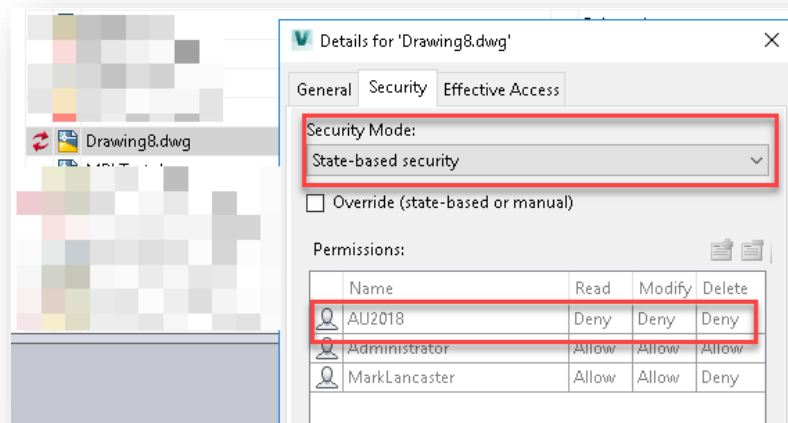 Details for 'Drawing8.dwg'
General Security Effective Access
Security Mode:
State-based security
Override (state-based or manual)
Permissions:
Name Read Modify Delete
AU2018 Deny Deny Deny
Administrator Allow Allow Allow
MarkLancaster Allow Allow Deny
Drawing8.dwg